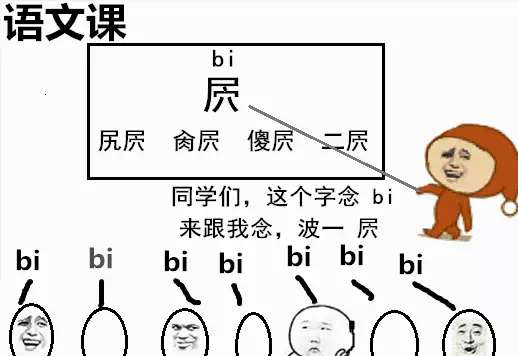 语文课
bi
屄
尻屄 肏屄 傻屄 二屄
同学们，这个字念 bi
来跟我念，波一 屄
bi bi bi bi bi bi bi